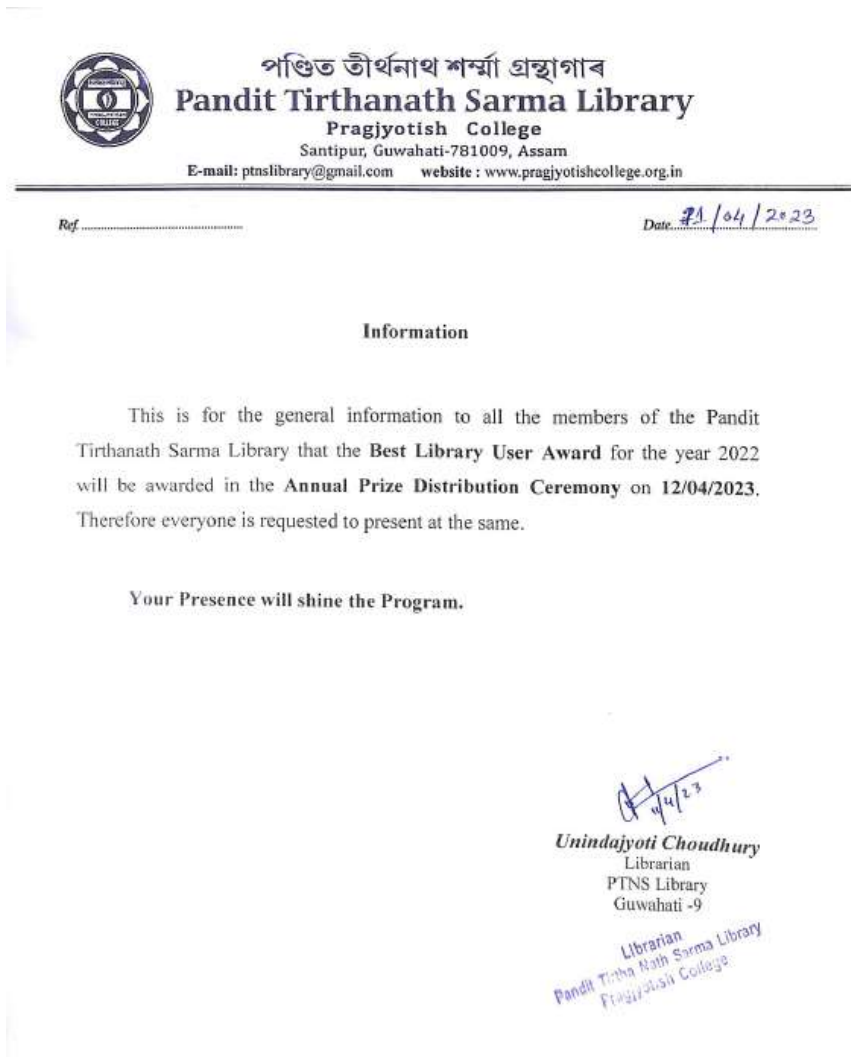 পণ্ডিত তীৰ্থনাথ শৰ্ম্মা গ্ৰন্থাগাৰ
Pandit Tirthanath Sarma Library
Pragjyotish College
Santipur, Guwahati-781009, Assam
E-mail: ptnslibrary@gmail.com website : www.pragjyotishcollege.org.in
COLLEGE
Ref. Date 11/04/2023
Information
This is for the general information to all the members of the Pandit
Tirthanath Sarma Library that the Best Library User Award for the year 2022
will be awarded in the Annual Prize Distribution Ceremony on 12/04/2023.
Therefore everyone is requested to present at the same.
Your Presence will shine the Program.
11/4/23
Unindajyoti Choudhury
Librarian
PTNS Library
Guwahati -9
Librarian
Pandit Tirtha Nath Sarma Library
Pragjyotish College